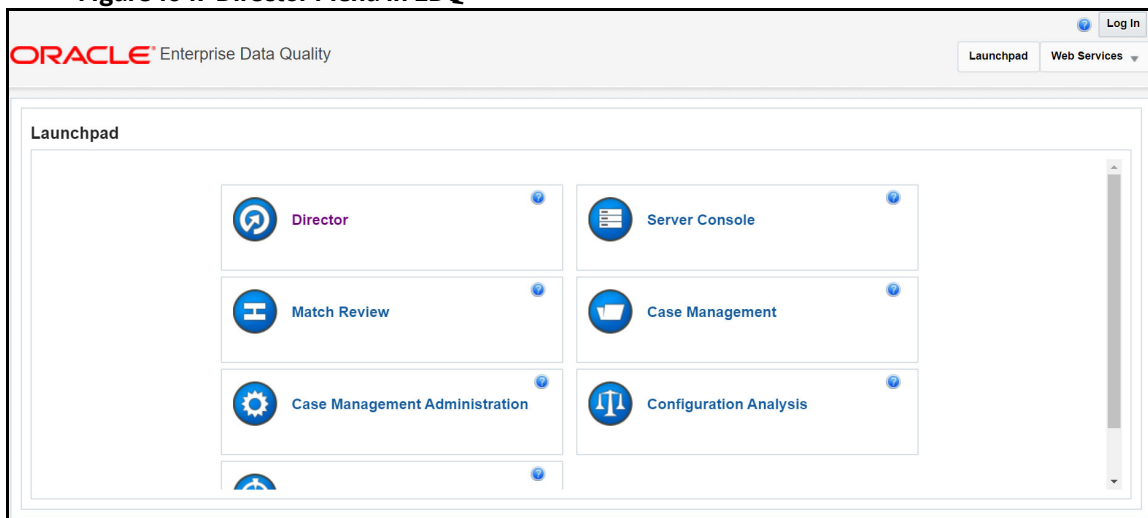 Log In
ORACLE Enterprise Data Quality
Launchpad Web Services
Launchpad
Director
Server Console
Match Review
Case Management
Case Management Administration
Configuration Analysis